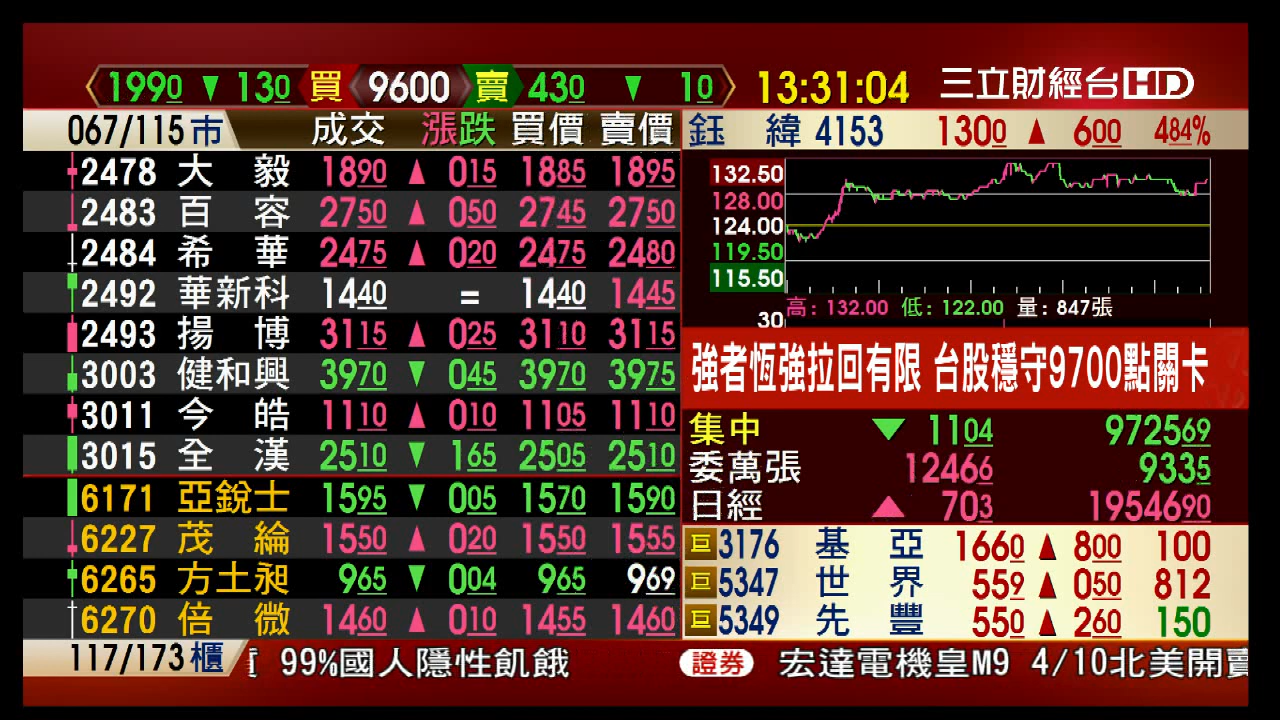 1990 ▼ 130 買 9600 賣 430 ▼ 10
13:31:04
三立財經台HD
067/115市 成交 漲跌 買價 賣價
2478 大毅 1890 ▲ 015 1885 1895
2483 百容 2750 ▲ 050 2745 2750
2484 希華 2475 ▲ 020 2475 2480
2492 華新科 1440 = 1440 1445
2493 揚博 3115 ▲ 025 3110 3115
3003 健和興 3970 ▼ 045 3970 3975
3011 今皓 1110 ▲ 010 1105 1110
3015 全漢 2510 ▼ 165 2505 2510
6171 亞銳士 1595 ▼ 005 1570 1590
6227 茂綸 1550 ▲ 020 1550 1555
6265 方土昶 965 ▼ 004 965 969
6270 倍微 1460 ▲ 010 1455 1460
117/173櫃
鈺緯 4153 1300 ▲ 600 484%
132.50
128.00
124.00
119.50
115.50
高: 132.00 低: 122.00 量: 847張
30
強者恆強拉回有限 台股穩守9700點關卡
集中 ▼ 1104 972569
委萬張 12466 9335
日經 ▲ 703 1954690
巨 3176 基亞 1660 ▲ 800 100
巨 5347 世界 559 ▲ 050 812
巨 5349 先豐 550 ▲ 260 150
99%國人隱性飢餓
證券 宏達電機皇M9 4/10北美開賣